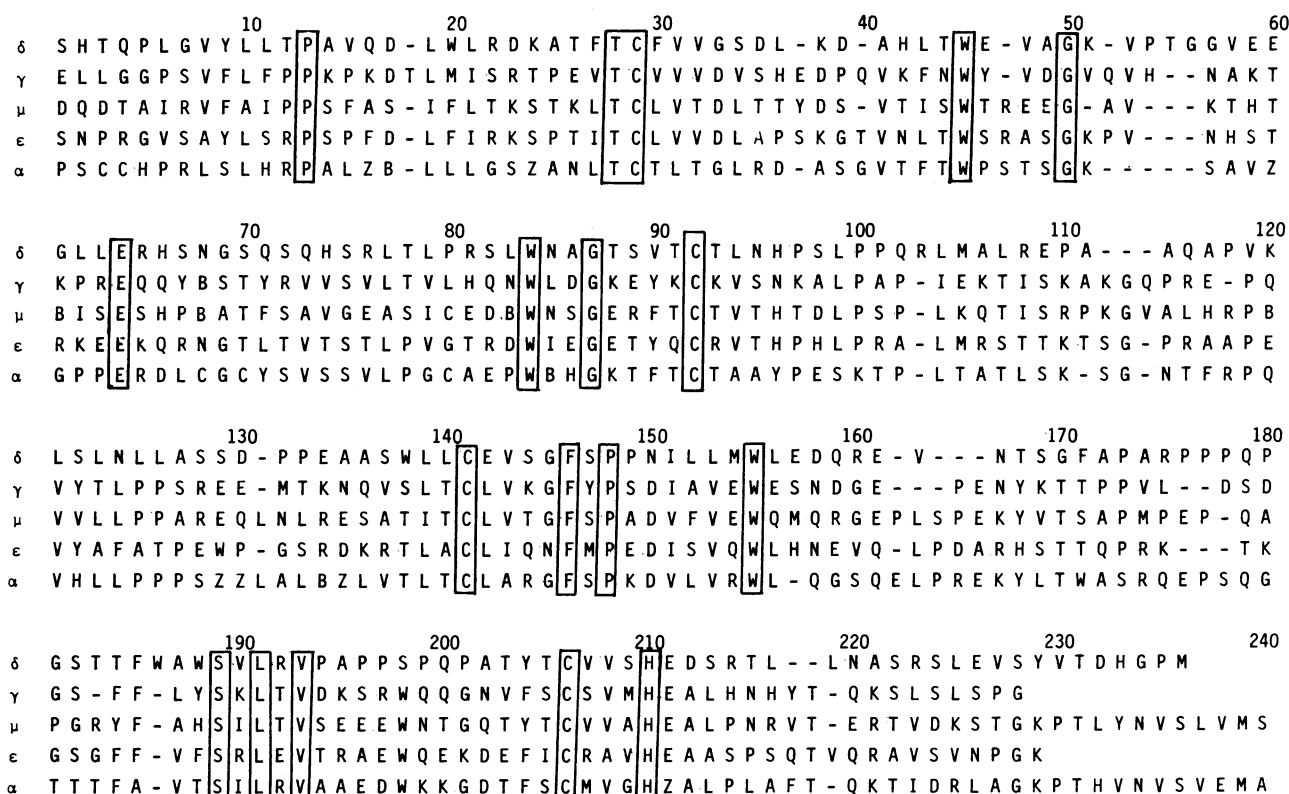 10 20 30 40 50 60
δ S H T Q P L G V Y L L T P A V Q D - L W L R D K A T F T C F V V G S D L - K D - A H L T W E - V A G K - V P T G G V E E
γ E L L G G P S V F L F P P K P K D T L M I S R T P E V T C V V V D V S H E D P Q V K F N W Y - V D G V Q V H - - N A K T
μ D Q D T A I R V F A I P P S F A S - I F L T K S T K L T C L V T D L T T Y D S - V T I S W T R E E G - A V - - - K T H T
ε S N P R G V S A Y L S R P S P F D - L F I R K S P T I T C L V V D L A P S K G T V N L T W S R A S G K P V - - - N H S T
α P S C C H P R L S L H R P A L Z B - L L L G S Z A N L T C T L T G L R D - A S G V T F T W P S T S G K - - - - - S A V Z
70 80 90 100 110 120
δ G L L E R H S N G S Q S Q H S R L T L P R S L W N A G T S V T C T L N H P S L P P Q R L M A L R E P A - - - A Q A P V K
γ K P R E Q Q Y B S T Y R V V S V L T V L H Q N W L D G K E Y K C K V S N K A L P A P - I E K T I S K A K G Q P R E - P Q
μ B I S E S H P B A T F S A V G E A S I C E D B W N S G E R F T C T V T H T D L P S P - L K Q T I S R P K G V A L H R P B
ε R K E E K Q R N G T L T V T S T L P V G T R D W I E G E T Y Q C R V T H P H L P R A - L M R S T T K T S G - P R A A P E
α G P P E R D L C G C Y S V S S V L P G C A E P W B H G K T F T C T A A Y P E S K T P - L T A T L S K - S G - N T F R P Q
130 140 150 160 170 180
δ L S L N L L A S S D - P P E A A S W L L C E V S G F S P P N I L L M W L E D Q R E - V - - - N T S G F A P A R P P P Q P
γ V Y T L P P S R E E - M T K N Q V S L T C L V K G F Y P S D I A V E W E S N D G E - - - P E N Y K T T P P V L - - D S D
μ V V L L P P A R E Q L N L R E S A T I T C L V T G F S P A D V F V E W Q M Q R G E P L S P E K Y V T S A P M P E P - Q A
ε V Y A F A T P E W P - G S R D K R T L A C L I Q N F M P E D I S V Q W L H N E V Q - L P D A R H S T T Q P R K - - - T K
α V H L L P P P S Z Z L A L B Z L V T L T C L A R G F S P K D V L V R W L - Q G S Q E L P R E K Y L T W A S R Q E P S Q G
190 200 210 220 230 240
δ G S T T F W A W S V L R V P A P P S P Q P A T Y T C V V S H E D S R T L - - L N A S R S L E V S Y V T D H G P M
γ G S - F F - L Y S K L T V D K S R W Q Q G N V F S C S V M H E A L H N H Y T - Q K S L S L S P G
μ P G R Y F - A H S I L T V S E E E W N T G Q T Y T C V V A H E A L P N R V T - E R T V D K S T G K P T L Y N V S L V M S
ε G S G F F - V F S R L E V T R A E W Q E K D E F I C R A V H E A A S P S Q T V Q R A V S V N P G K
α T T T F A - V T S I L R V A A E D W K K G D T F S C M V G H Z A L P L A F T - Q K T I D R L A G K P T H V N V S V E M A